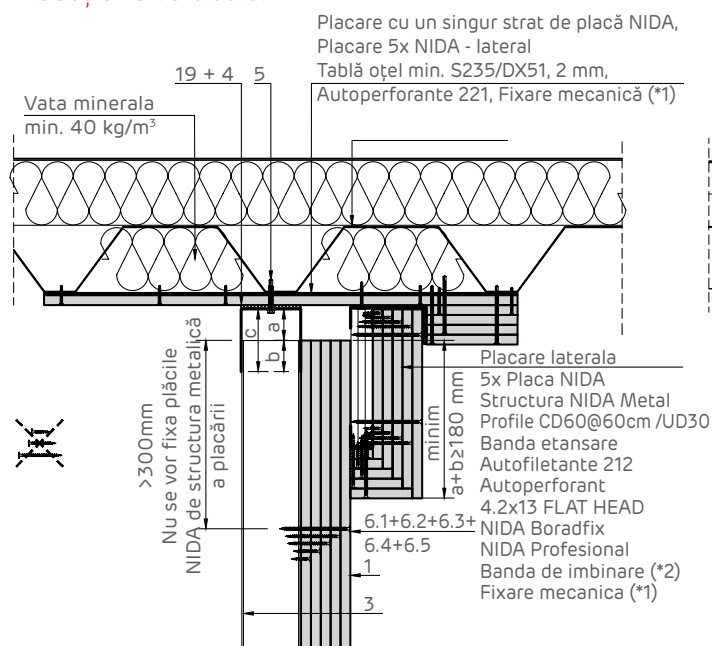 Placare cu un singur strat de placă NIDA,
Placare 5x NIDA - lateral
Tablă oțel min. S235/DX51, 2 mm,
Autoperforante 221, Fixare mecanică (*1)
19 + 4
5
Vata minerala
min. 40 kg/m³
c
a
b
>300mm
Nu se vor fixa plăcile
NIDA de structura metalică
a placării
minim
a+b≥180 mm
Placare laterala
5x Placa NIDA
Structura NIDA Metal
Profile CD60@60cm /UD30
Banda etansare
Autofiletante 212
Autoperforant
4.2x13 FLAT HEAD
NIDA Boradfix
NIDA Profesional
Banda de imbinare (*2)
Fixare mecanica (*1)
6.1+6.2+6.3+
6.4+6.5
1
3